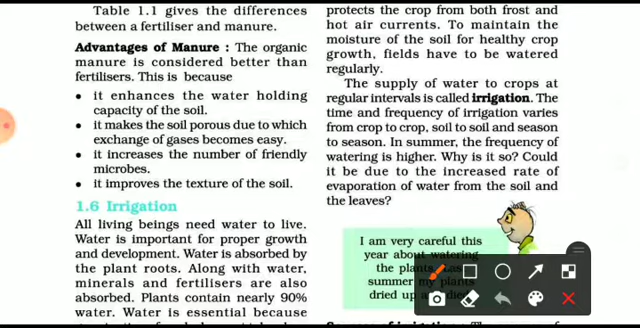 Table 1.1 gives the differences
between a fertiliser and manure.
Advantages of Manure : The organic
manure is considered better than
fertilisers. This is because
• it enhances the water holding
capacity of the soil.
• it makes the soil porous due to which
exchange of gases becomes easy.
• it increases the number of friendly
microbes.
• it improves the texture of the soil.
1.6 Irrigation
All living beings need water to live.
Water is important for proper growth
and development. Water is absorbed by
the plant roots. Along with water,
minerals and fertilisers are also
absorbed. Plants contain nearly 90%
water. Water is essential because
protects the crop from both frost and
hot air currents. To maintain the
moisture of the soil for healthy crop
growth, fields have to be watered
regularly.
The supply of water to crops at
regular intervals is called irrigation. The
time and frequency of irrigation varies
from crop to crop, soil to soil and season
to season. In summer, the frequency of
watering is higher. Why is it so? Could
it be due to the increased rate of
evaporation of water from the soil and
the leaves?
I am very careful this
year about watering
the plants. Last
summer my plants
dried up and died.